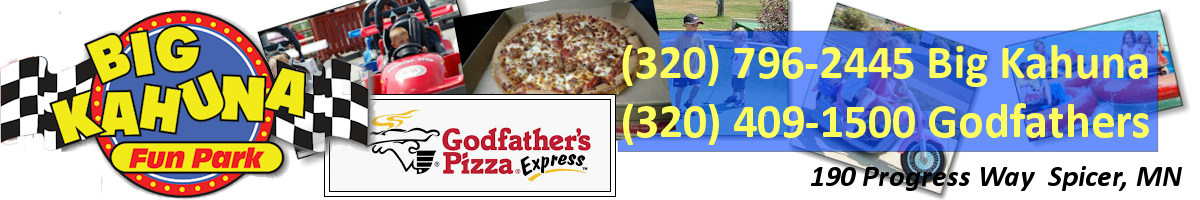 BIG
KAHUNA
Fun Park
Godfather's
Pizza® Express™
(320) 796-2445 Big Kahuna
(320) 409-1500 Godfathers
190 Progress Way Spicer, MN